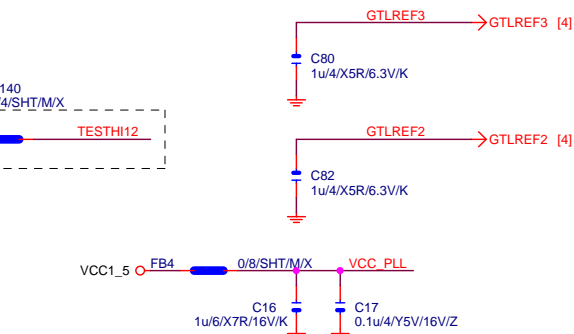 GTLREF3
GTLREF3 [4]
C80
1u/4/X5R/6.3V/K
140
/4/SHT/M/X
TESTHI12
GTLREF2
GTLREF2 [4]
C82
1u/4/X5R/6.3V/K
VCC1_5
FB4
0/8/SHT/M/X
VCC_PLL
C16
1u/6/X7R/16V/K
C17
0.1u/4/Y5V/16V/Z